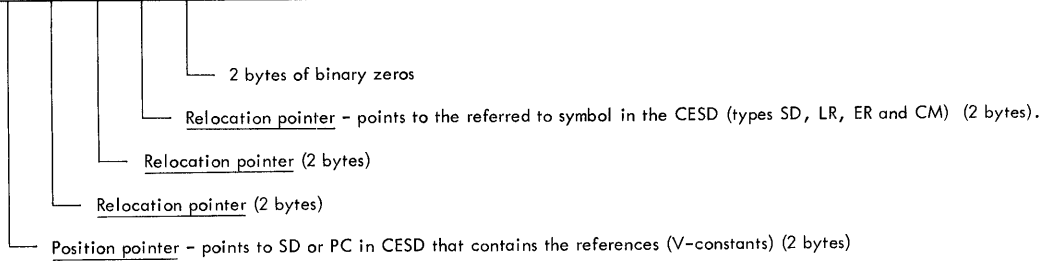 2 bytes of binary zeros
Relocation pointer - points to the referred to symbol in the CESD (types SD, LR, ER and CM) (2 bytes).
Relocation pointer (2 bytes)
Relocation pointer (2 bytes)
Position pointer - points to SD or PC in CESD that contains the references (V-constants) (2 bytes)